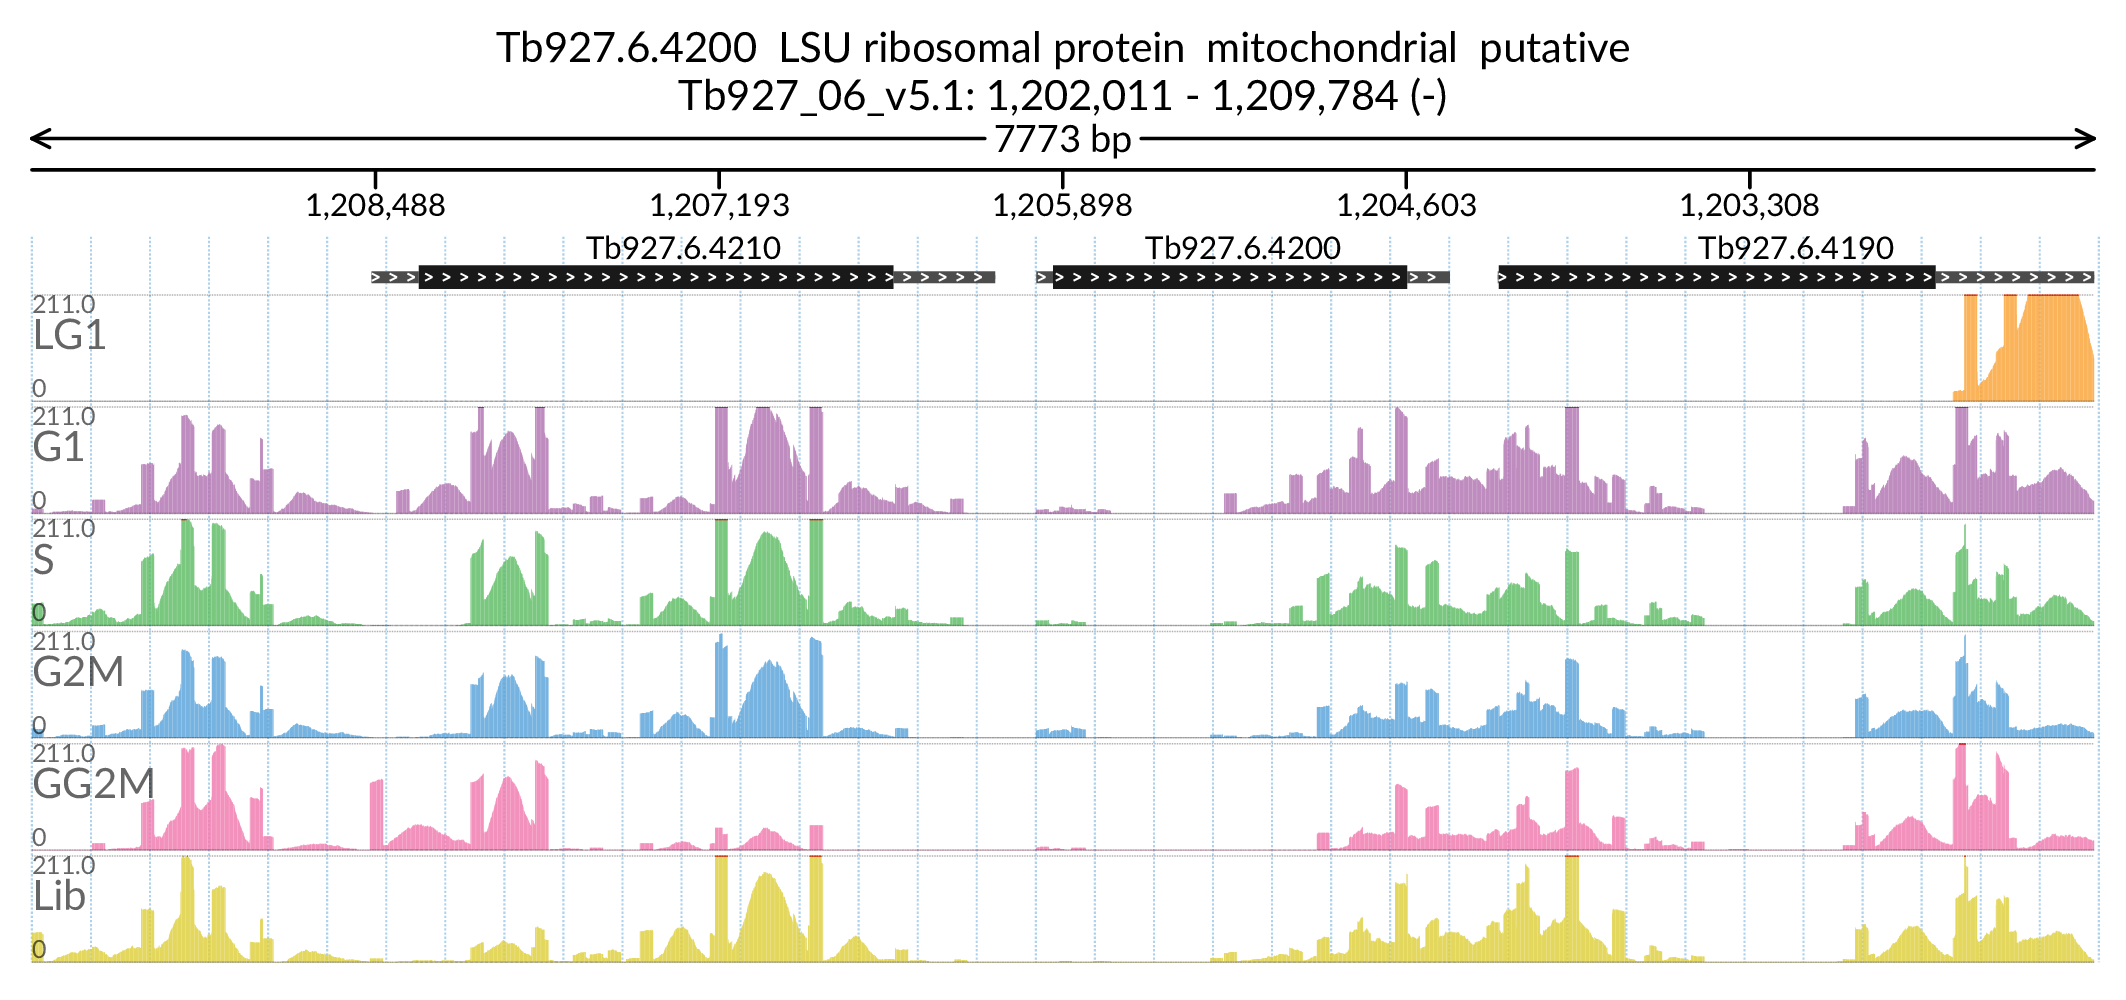 Tb927.6.4200 LSU ribosomal protein mitochondrial putative
Tb927_06_v5.1: 1,202,011 - 1,209,784 (-)
7773 bp
1,208,488 1,207,193 1,205,898 1,204,603 1,203,308
Tb927.6.4210 Tb927.6.4200 Tb927.6.4190
211.0
LG1
0
211.0
G1
0
211.0
S
0
211.0
G2M
0
211.0
GG2M
0
211.0
Lib
0